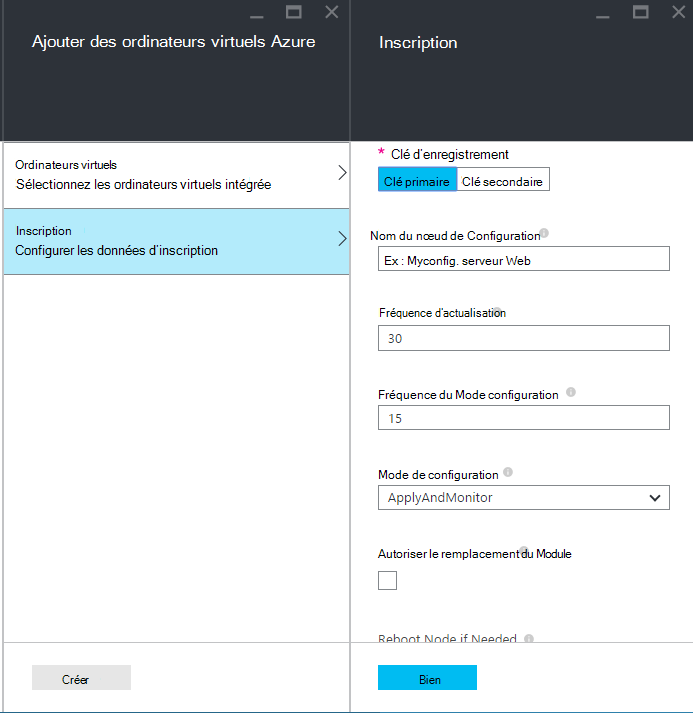 Ajouter des ordinateurs virtuels Azure
Ordinateurs virtuels
Sélectionnez les ordinateurs virtuels intégrée
Inscription
Configurer les données d'inscription
Créer
Inscription
* Clé d'enregistrement
Clé primaire Clé secondaire
Nom du nœud de Configuration
Ex : Myconfig. serveur Web
Fréquence d'actualisation
30
Fréquence du Mode configuration
15
Mode de configuration
ApplyAndMonitor
Autoriser le remplacement du Module
Reboot Node if Needed
Bien